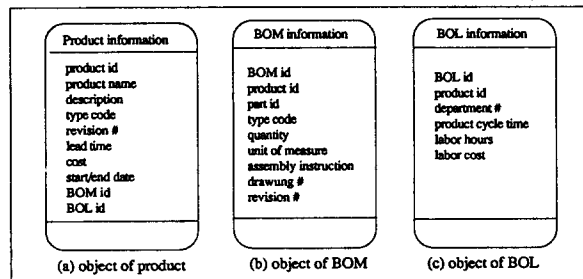 Product information
product id
product name
description
type code
revision #
lead time
cost
start/end date
BOM id
BOL id
(a) object of product
BOM information
BOM id
product id
part id
type code
quantity
unit of measure
assembly instruction
drawung #
revision #
(b) object of BOM
BOL information
BOL id
product id
department #
product cycle time
labor hours
labor cost
(c) object of BOL